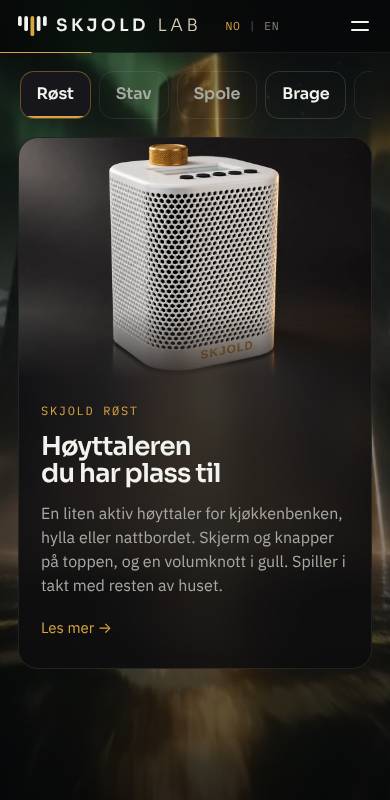 SKJOLD LAB
NO | EN
Røst
Stav
Spole
Brage
SKJOLD
SKJOLD RØST
Høyttaleren
du har plass til
En liten aktiv høyttaler for kjøkkenbenken,
hylla eller nattbordet. Skjerm og knapper
på toppen, og en volumknott i gull. Spiller i
takt med resten av huset.
Les mer →